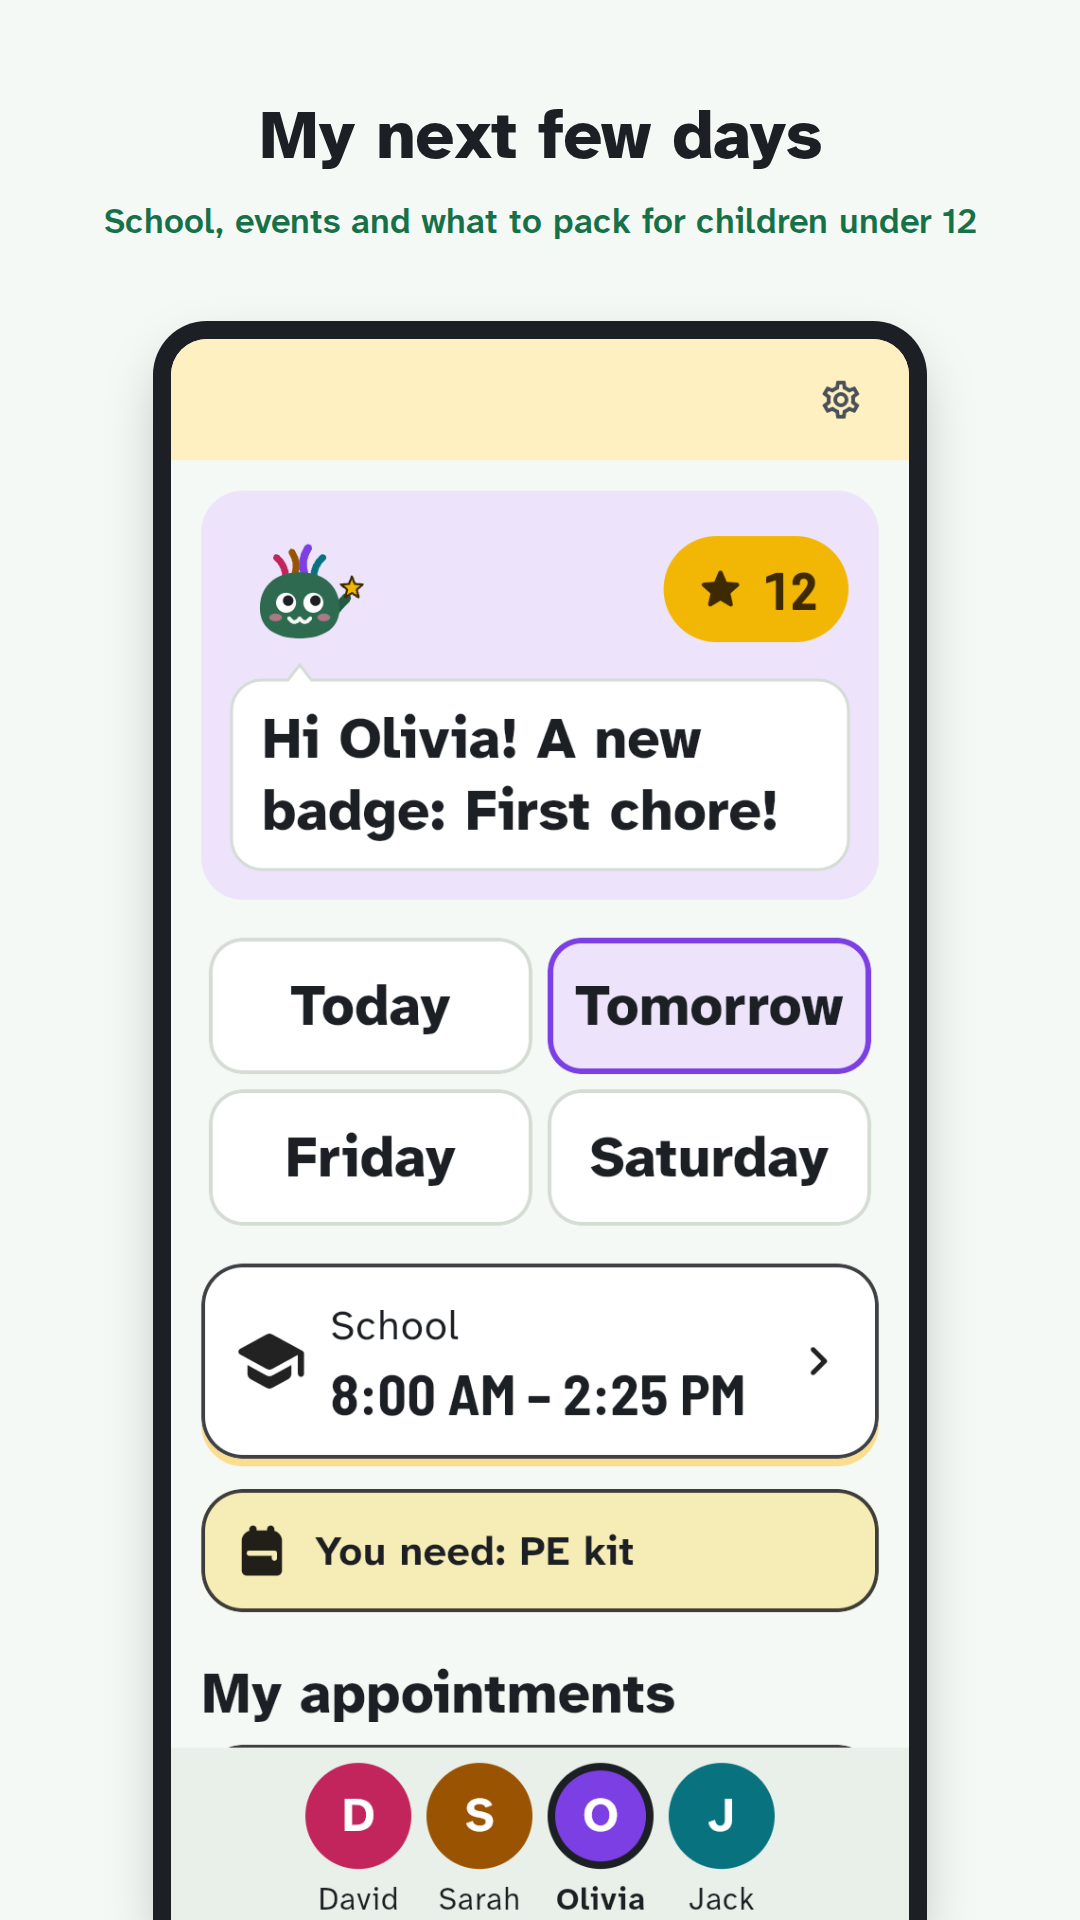 My next few days
School, events and what to pack for children under 12
12
Hi Olivia! A new
badge: First chore!
Today
Tomorrow
Friday
Saturday
School
8:00 AM – 2:25 PM
You need: PE kit
My appointments
D
S
O
J
David
Sarah
Olivia
Jack